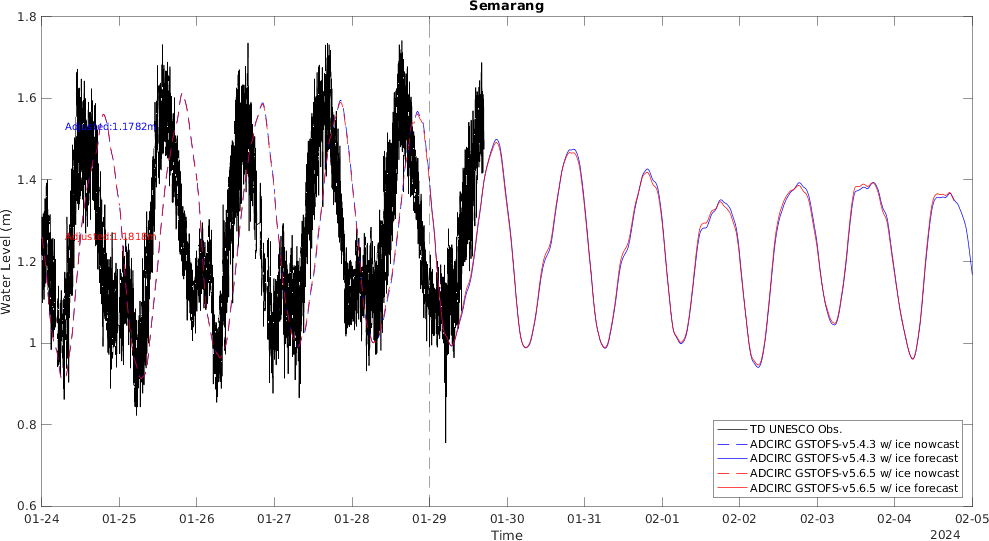 Semarang
1.8
1.6
1.4
1.2
1
0.8
0.6
Water Level (m)
Adjusted:1.1782m
TD UNESCO Obs.
ADCIRC GSTOFS-v5.4.3 w/ ice nowcast
ADCIRC GSTOFS-v5.4.3 w/ ice forecast
ADCIRC GSTOFS-v5.6.5 w/ ice nowcast
ADCIRC GSTOFS-v5.6.5 w/ ice forecast
01-24 01-25 01-26 01-27 01-28 01-29 01-30 01-31 02-01 02-02 02-03 02-04 02-05
Time
2024